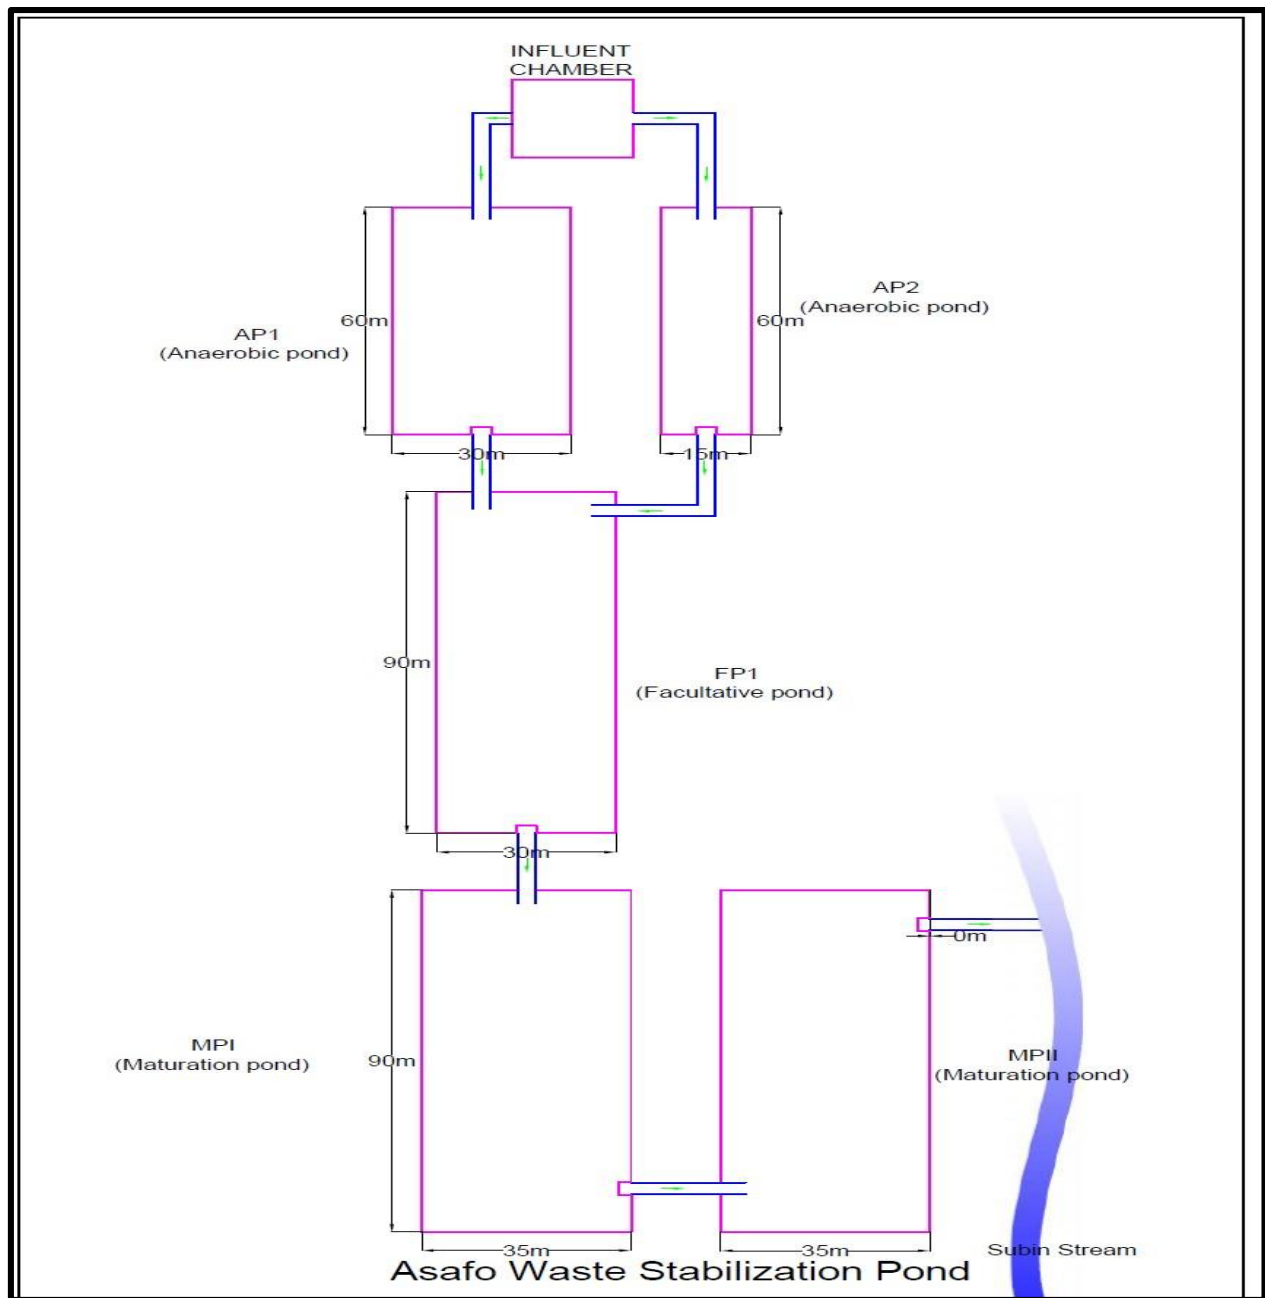 INFLUENT
CHAMBER
AP2
(Anaerobic pond)
60m
60m
AP1
(Anaerobic pond)
30m
15m
90m
FP1
(Facultative pond)
30m
0m
MPI
(Maturation pond)
90m
MPII
(Maturation pond)
35m
35m
Subin Stream
Asafo Waste Stabilization Pond